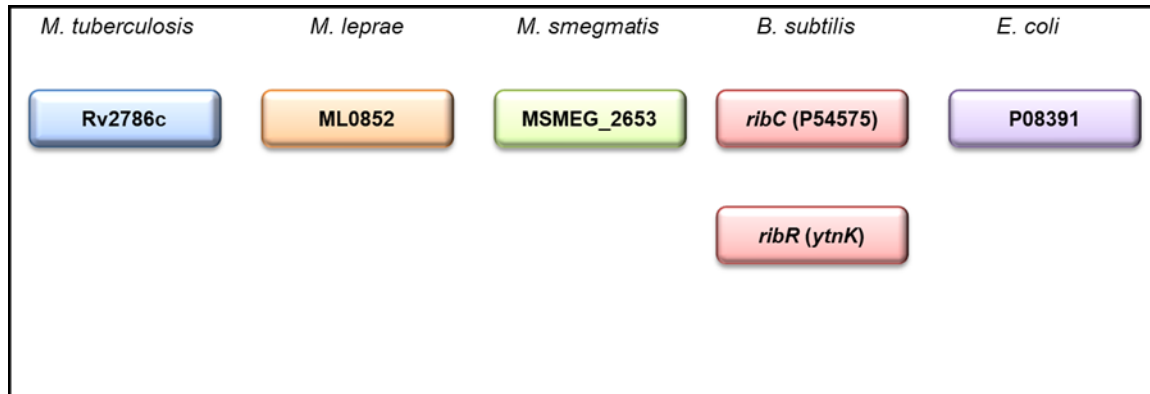 M. tuberculosis M. leprae M. smegmatis B. subtilis E. coli
Rv2786c ML0852 MSMEG_2653 ribC (P54575) P08391
ribR (ytnK)